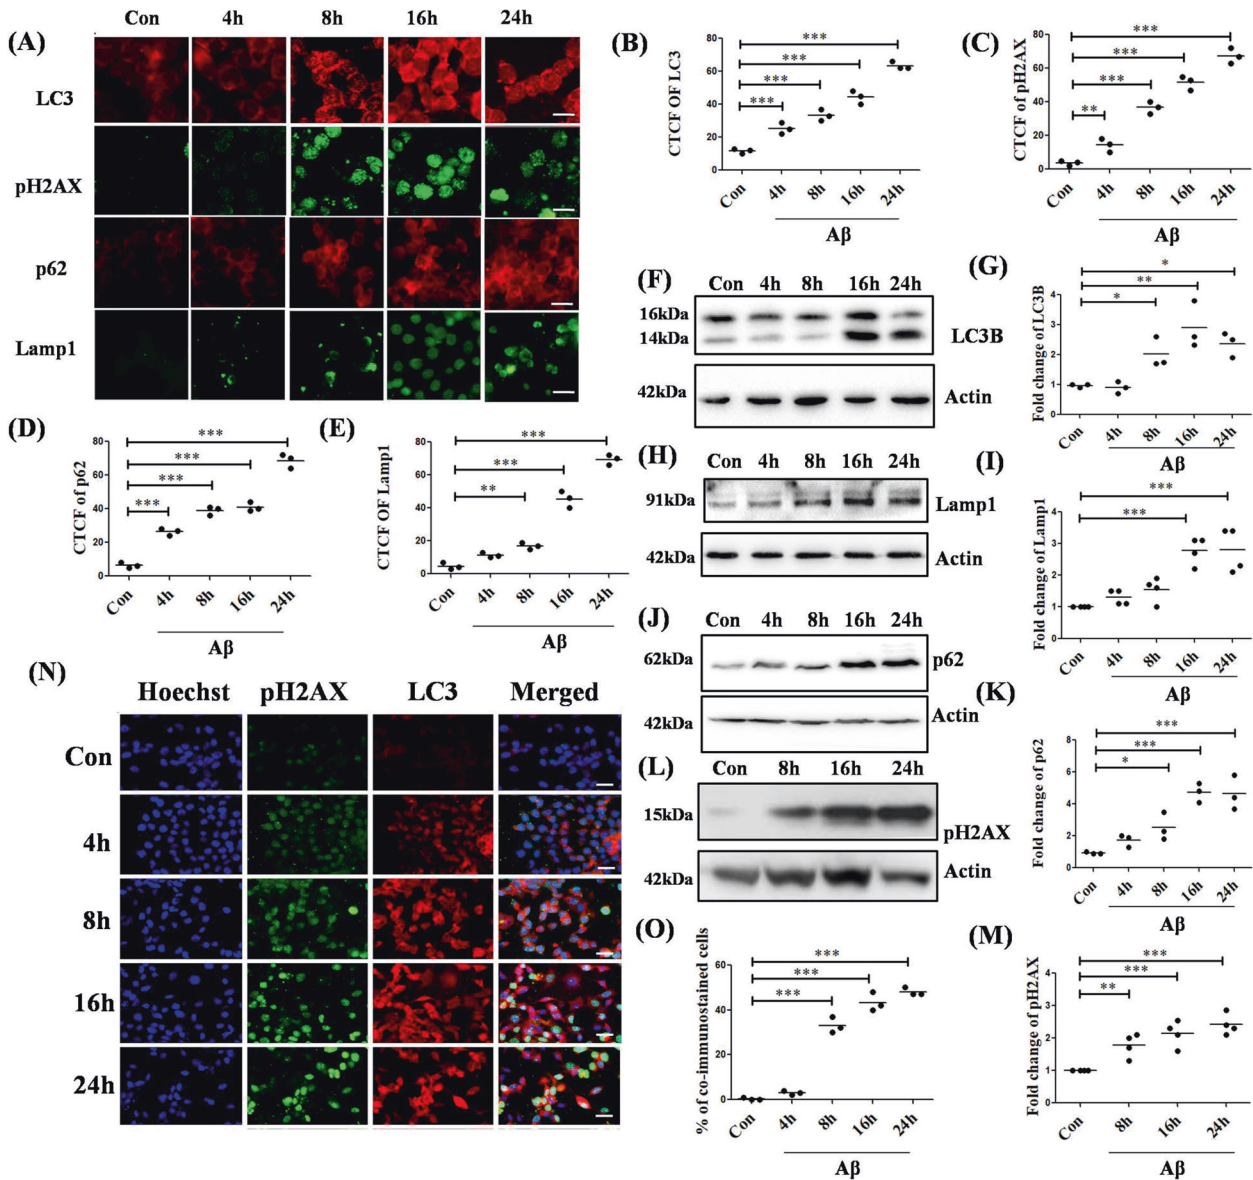 (A)
Con 4h 8h 16h 24h
LC3
pH2AX
p62
Lamp1
(B)
CTCF OF LC3
80
60
40
20
0
***
***
***
***
Con 4h 8h 16h 24h
Aβ
(C)
CTCF of pH2AX
80
60
40
20
0
***
***
***
**
Con 4h 8h 16h 24h
Aβ
(D)
CTCF of p62
80
60
40
20
0
***
***
***
***
Con 4h 8h 16h 24h
Aβ
(E)
CTCF OF Lamp1
80
60
40
20
0
***
***
**
Con 4h 8h 16h 24h
Aβ
(F)
Con 4h 8h 16h 24h
16kDa
14kDa
LC3B
42kDa
Actin
(G)
Fold change of LC3B
4
3
2
1
0
*
**
*
Con 4h 8h 16h 24h
Aβ
(H)
Con 4h 8h 16h 24h
91kDa
Lamp1
42kDa
Actin
(I)
Fold change of Lamp1
4
3
2
1
0
***
***
Con 4h 8h 16h 24h
Aβ
(J)
Con 4h 8h 16h 24h
62kDa
p62
42kDa
Actin
(K)
Fold change of p62
8
6
4
2
0
***
***
*
Con 4h 8h 16h 24h
Aβ
(L)
Con 8h 16h 24h
15kDa
pH2AX
42kDa
Actin
(M)
Fold change of pH2AX
4
3
2
1
0
***
***
**
Con 8h 16h 24h
Aβ
(N)
Hoechst pH2AX LC3 Merged
Con
4h
8h
16h
24h
(O)
% of co-immunostained cells
60
40
20
0
***
***
***
Con 4h 8h 16h 24h
Aβ